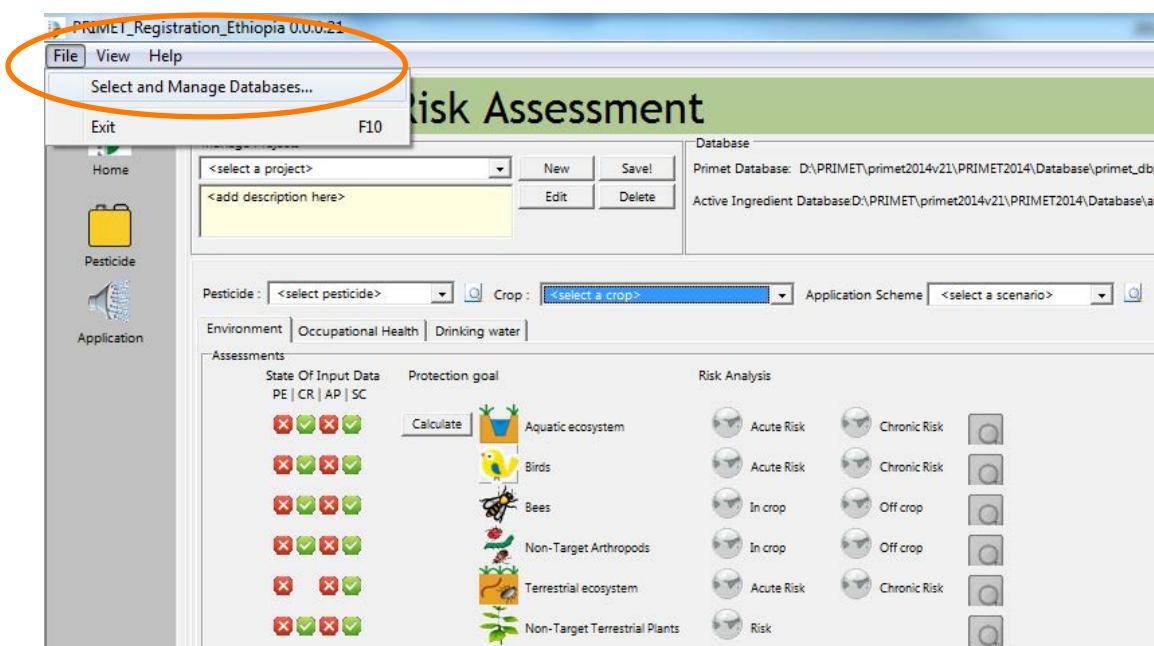 PRIMET_Registration_Ethiopia 0.0.0.21
File View Help
Select and Manage Databases...
Exit F10
Risk Assessment
Database
Home
<select a project>
New
Save!
Primet Database: D:\PRIMET\primet2014v21\PRIMET2014\Database\primet_db
<add description here>
Edit
Delete
Active Ingredient Database:D:\PRIMET\primet2014v21\PRIMET2014\Database\a
Pesticide
Pesticide : <select pesticide> Crop : <select a crop> Application Scheme <select a scenario>
Application
Environment Occupational Health Drinking water
Assessments
State Of Input Data Protection goal Risk Analysis
PE | CR | AP | SC
Calculate Aquatic ecosystem Acute Risk Chronic Risk
Birds Acute Risk Chronic Risk
Bees In crop Off crop
Non-Target Arthropods In crop Off crop
Terrestrial ecosystem Acute Risk Chronic Risk
Non-Target Terrestrial Plants Risk